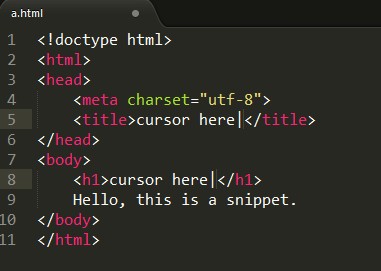 a.html
1 <!doctype html>
2 <html>
3 <head>
4 <meta charset="utf-8">
5 <title>cursor here|</title>
6 </head>
7 <body>
8 <h1>cursor here|</h1>
9 Hello, this is a snippet.
10 </body>
11 </html>